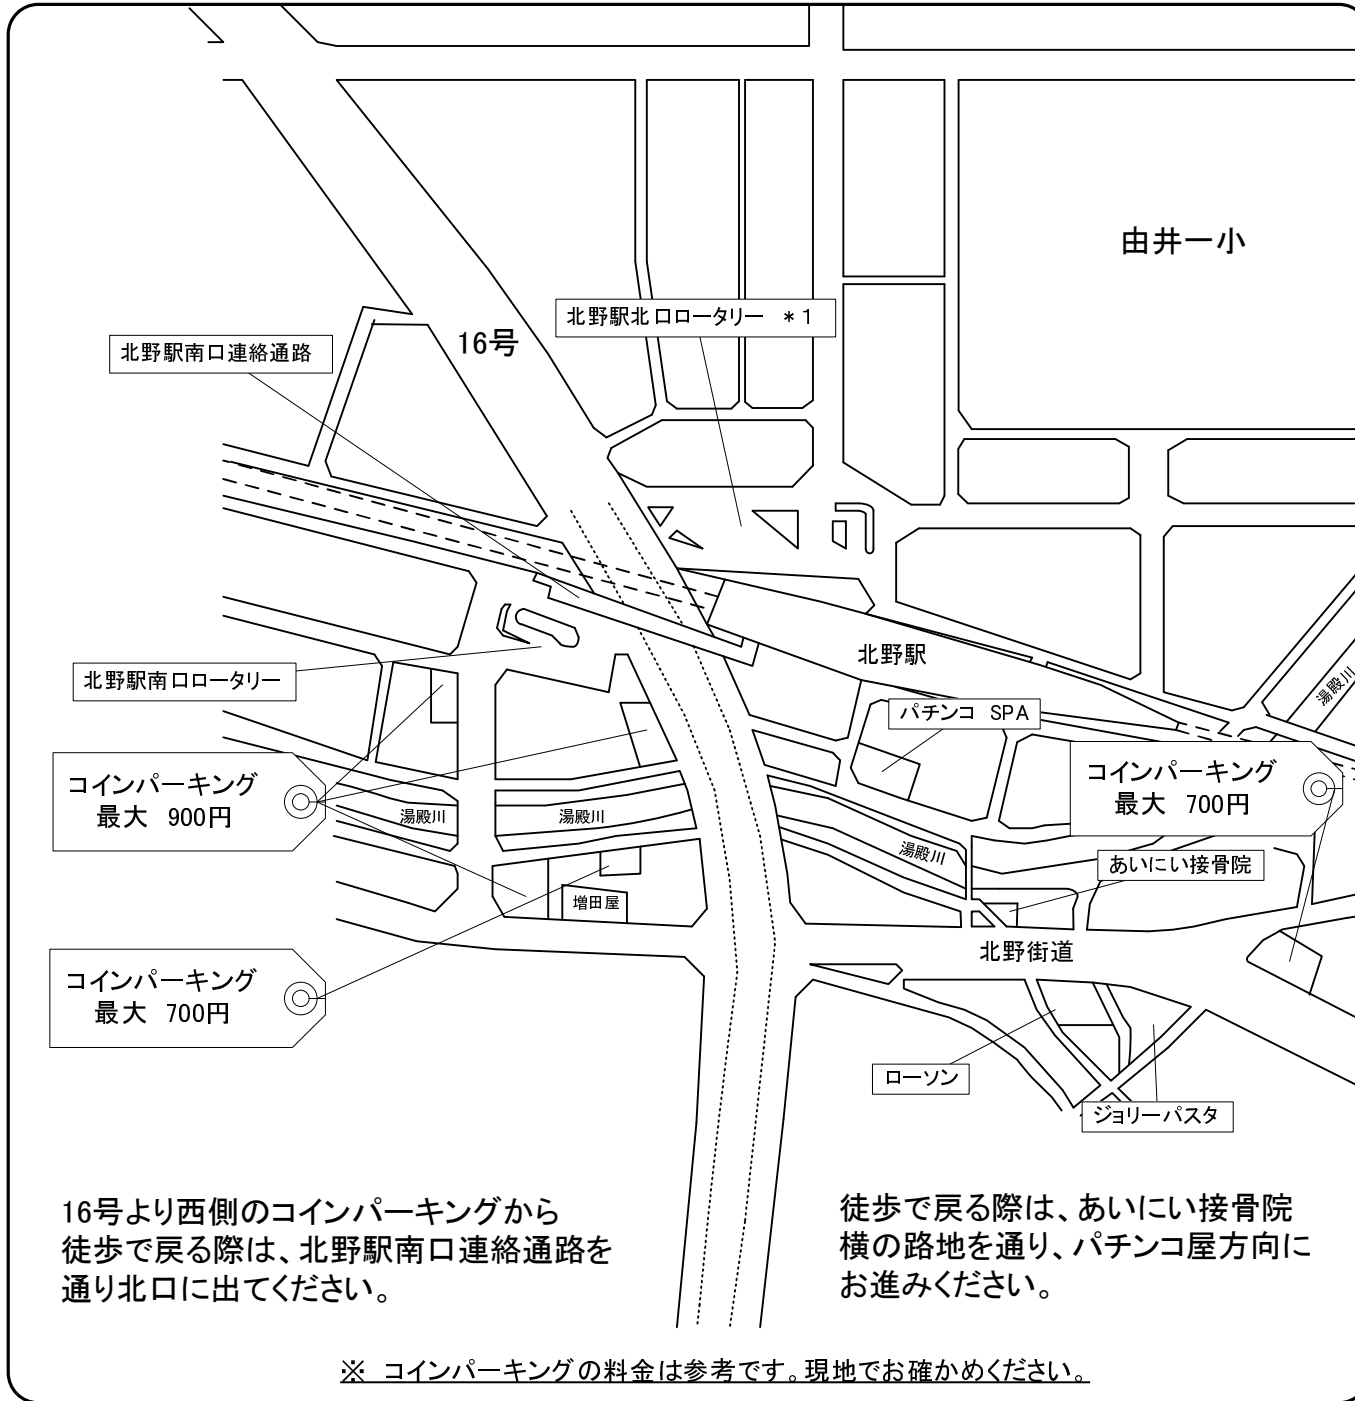 由井一小
北野駅北口ロータリー ＊1
16号
北野駅南口連絡通路
北野駅
湯殿川
北野駅南口ロータリー
パチンコ SPA
コインパーキング
最大 900円
コインパーキング
最大 700円
湯殿川
湯殿川
湯殿川
あいにい接骨院
増田屋
北野街道
コインパーキング
最大 700円
ローソン
ジョリーパスタ
16号より西側のコインパーキングから
徒歩で戻る際は、北野駅南口連絡通路を
通り北口に出てください。
徒歩で戻る際は、あいにい接骨院
横の路地を通り、パチンコ屋方向に
お進みください。
※ コインパーキングの料金は参考です。現地でお確かめください。